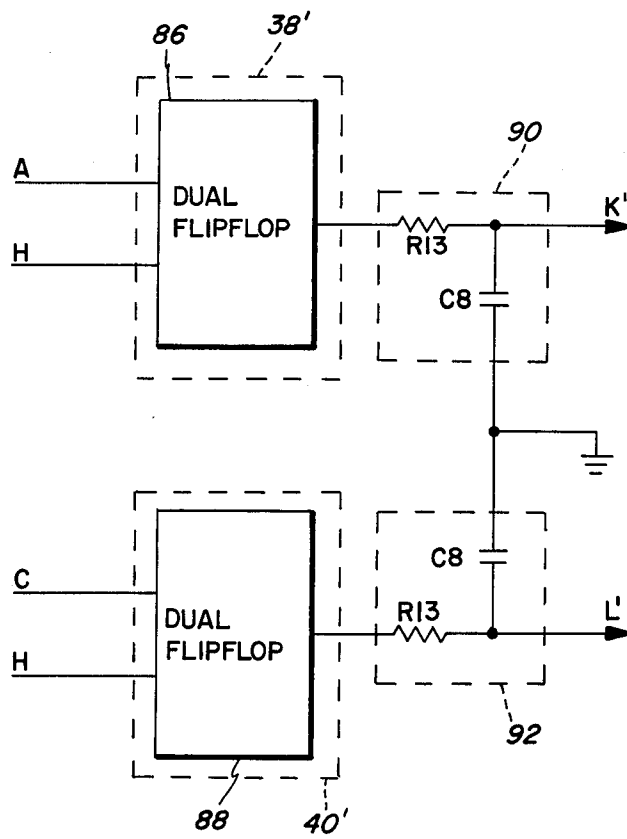 86
38'
90
A
DUAL
FLIPFLOP
K'
R13
H
C8
C
C8
DUAL
FLIPFLOP
R13
L'
H
92
88
40'